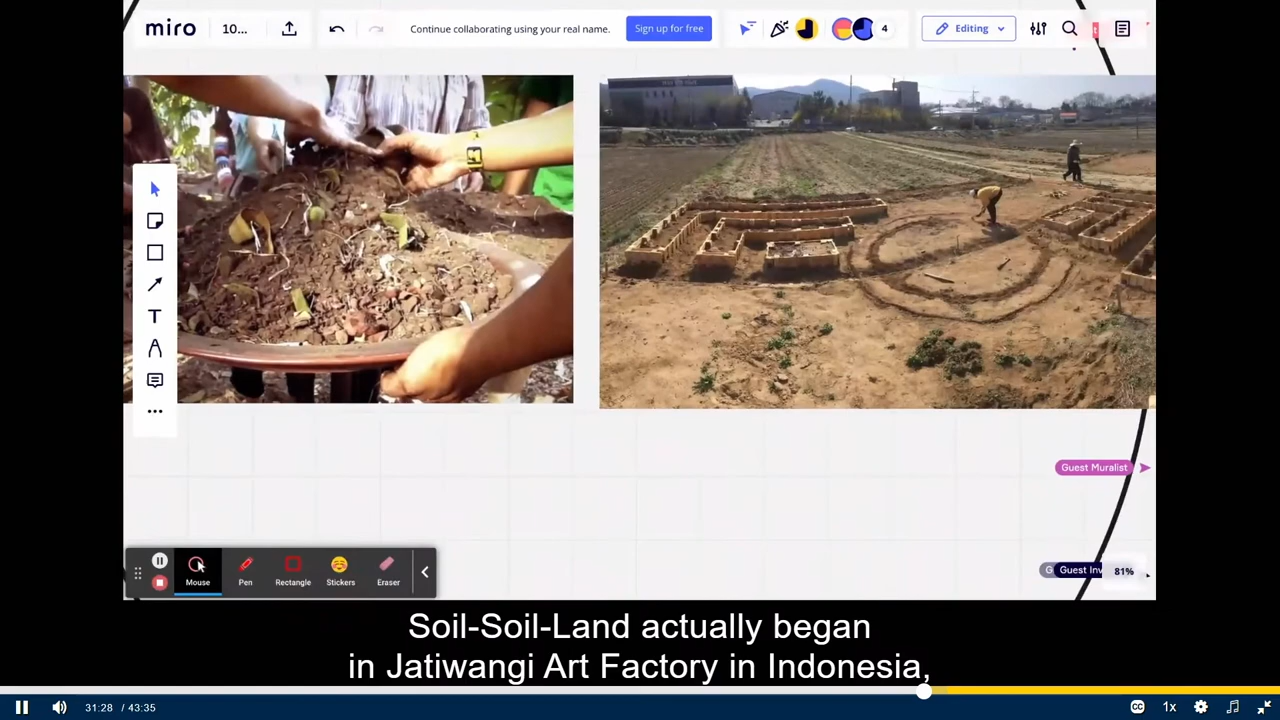 miro
10...
Continue collaborating using your real name.
Sign up for free
4
Editing
T
Guest Muralist
G
Guest Inv
81%
Mouse
Pen
Rectangle
Stickers
Eraser
Soil-Soil-Land actually began
in Jatiwangi Art Factory in Indonesia,
31:28 / 43:35
CC
1x